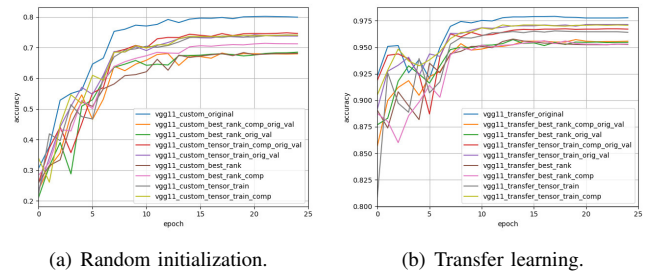 0.8
0.7
0.6
0.5
0.4
0.3
0.2
accuracy
0 5 10 15 20 25
epoch
vgg11_custom_original
vgg11_custom_best_rank_comp_orig_val
vgg11_custom_best_rank_orig_val
vgg11_custom_tensor_train_comp_orig_val
vgg11_custom_tensor_train_orig_val
vgg11_custom_best_rank
vgg11_custom_best_rank_comp
vgg11_custom_tensor_train
vgg11_custom_tensor_train_comp
(a) Random initialization.
0.975
0.950
0.925
0.900
0.875
0.850
0.825
0.800
accuracy
0 5 10 15 20 25
epoch
vgg11_transfer_original
vgg11_transfer_best_rank_comp_orig_val
vgg11_transfer_best_rank_orig_val
vgg11_transfer_tensor_train_comp_orig_val
vgg11_transfer_tensor_train_orig_val
vgg11_transfer_best_rank
vgg11_transfer_best_rank_comp
vgg11_transfer_tensor_train
vgg11_transfer_tensor_train_comp
(b) Transfer learning.